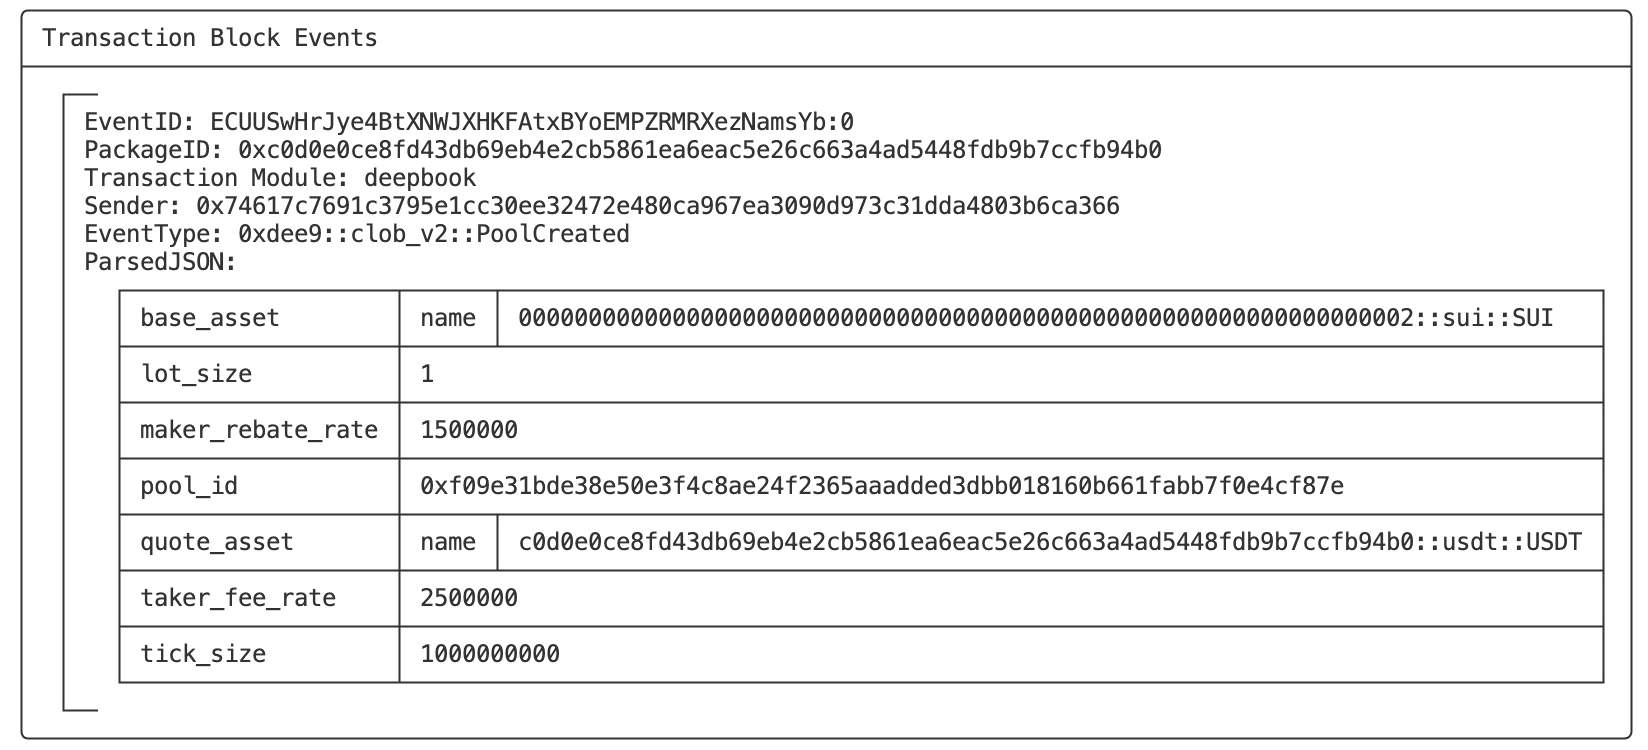 Transaction Block Events
EventID: ECUUSwHrJye4BtXNWJXHKFAtxBYoEMPZRMRXezNamsYb:0
PackageID: 0xc0d0e0ce8fd43db69eb4e2cb5861ea6eac5e26c663a4ad5448fdb9b7ccfb94b0
Transaction Module: deepbook
Sender: 0x74617c7691c3795e1cc30ee32472e480ca967ea3090d973c31dda4803b6ca366
EventType: 0xdee9::clob_v2::PoolCreated
ParsedJSON:
base_asset name 0000000000000000000000000000000000000000000000000000000000000002::sui::SUI
lot_size 1
maker_rebate_rate 1500000
pool_id 0xf09e31bde38e50e3f4c8ae24f2365aaadded3dbb018160b661fabb7f0e4cf87e
quote_asset name c0d0e0ce8fd43db69eb4e2cb5861ea6eac5e26c663a4ad5448fdb9b7ccfb94b0::usdt::USDT
taker_fee_rate 2500000
tick_size 1000000000